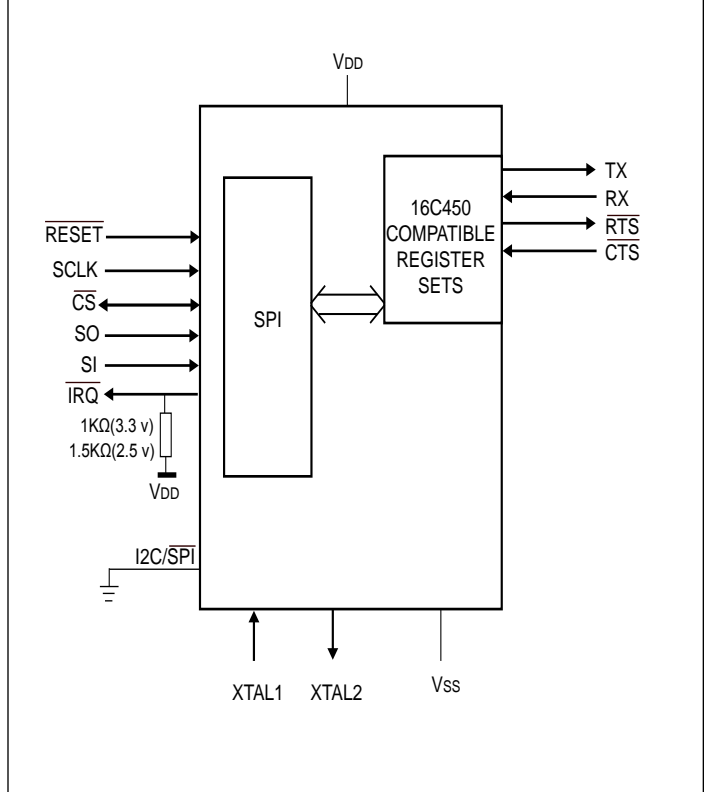 VDD
16C450
COMPATIBLE
REGISTER
SETS
TX
RX
RTS
CTS
RESET
SCLK
CS
SO
SI
IRQ
SPI
1KΩ(3.3 v)
1.5KΩ(2.5 v)
VDD
I2C/SPI
XTAL1
XTAL2
VSS